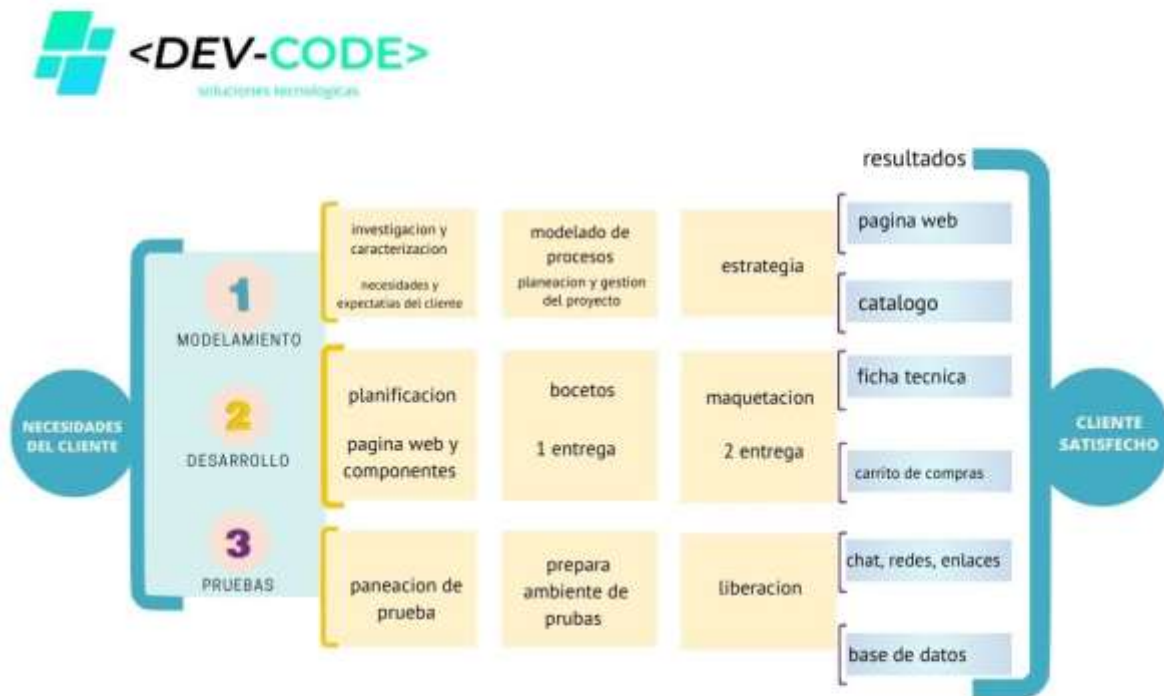 <DEV-CODE>
soluciones tecnologicas
resultados
NECESIDADES
DEL CLIENTE
1
MODELAMIENTO
investigacion y
caracterizacion
necesidades y
expectatias del cliente
modelado de
procesos
planeacion y gestion
del proyecto
estrategia
2
DESARROLLO
planificacion
pagina web y
componentes
bocetos
1 entrega
maquetacion
2 entrega
3
PRUEBAS
paneacion de
prueba
prepara
ambiente de
prubas
liberacion
pagina web
catalogo
ficha tecnica
carrito de compras
chat, redes, enlaces
base de datos
CLIENTE
SATISFECHO